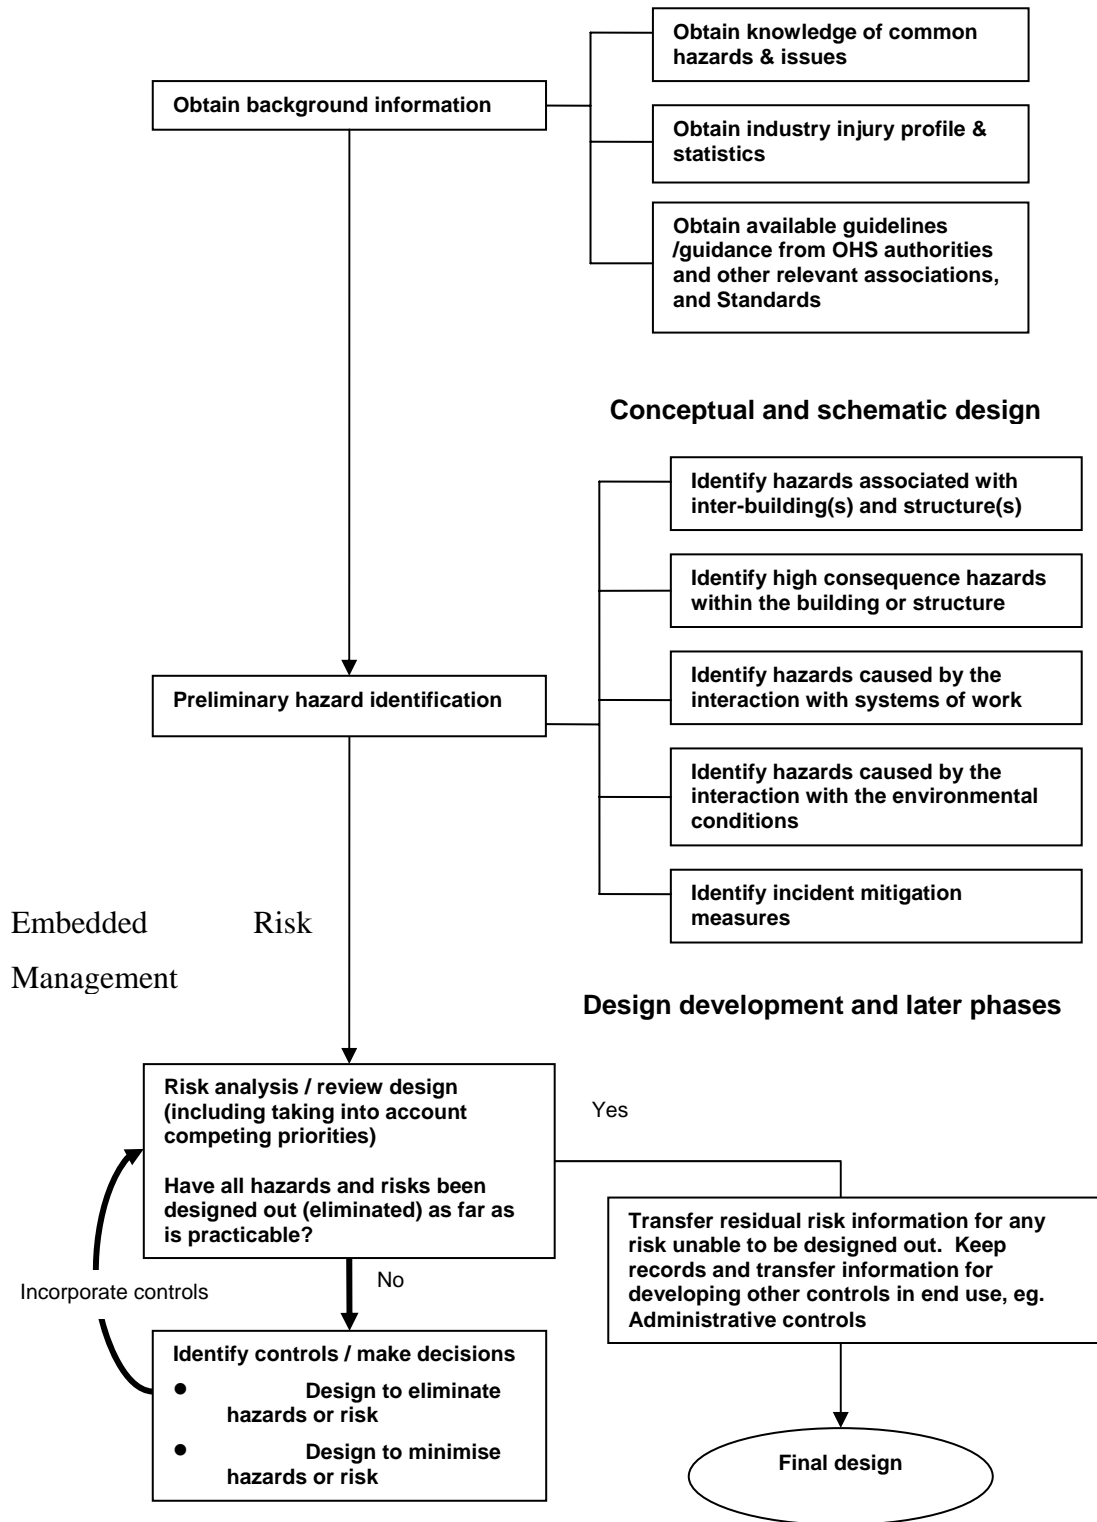 Obtain knowledge of common
hazards & issues
Obtain background information
Obtain industry injury profile &
statistics
Obtain available guidelines
/guidance from OHS authorities
and other relevant associations,
and Standards
Conceptual and schematic design
Identify hazards associated with
inter-building(s) and structure(s)
Identify high consequence hazards
within the building or structure
Preliminary hazard identification
Identify hazards caused by the
interaction with systems of work
Identify hazards caused by the
interaction with the environmental
conditions
Identify incident mitigation
measures
Embedded Risk
Management
Design development and later phases
Risk analysis / review design
(including taking into account
competing priorities)
Have all hazards and risks been
designed out (eliminated) as far as
is practicable?
Yes
No
Incorporate controls
Transfer residual risk information for any
risk unable to be designed out.  Keep
records and transfer information for
developing other controls in end use, eg.
Administrative controls
Identify controls / make decisions
● Design to eliminate
hazards or risk
● Design to minimise
hazards or risk
Final design